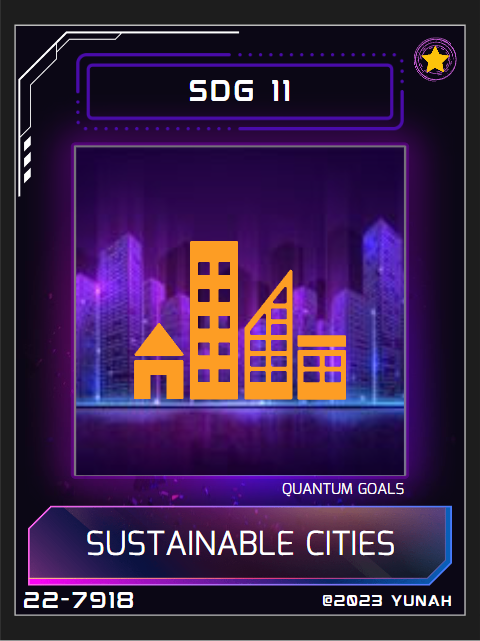 SDG 11
QUANTUM GOALS
SUSTAINABLE CITIES
22-7918
©2023 YUNAH